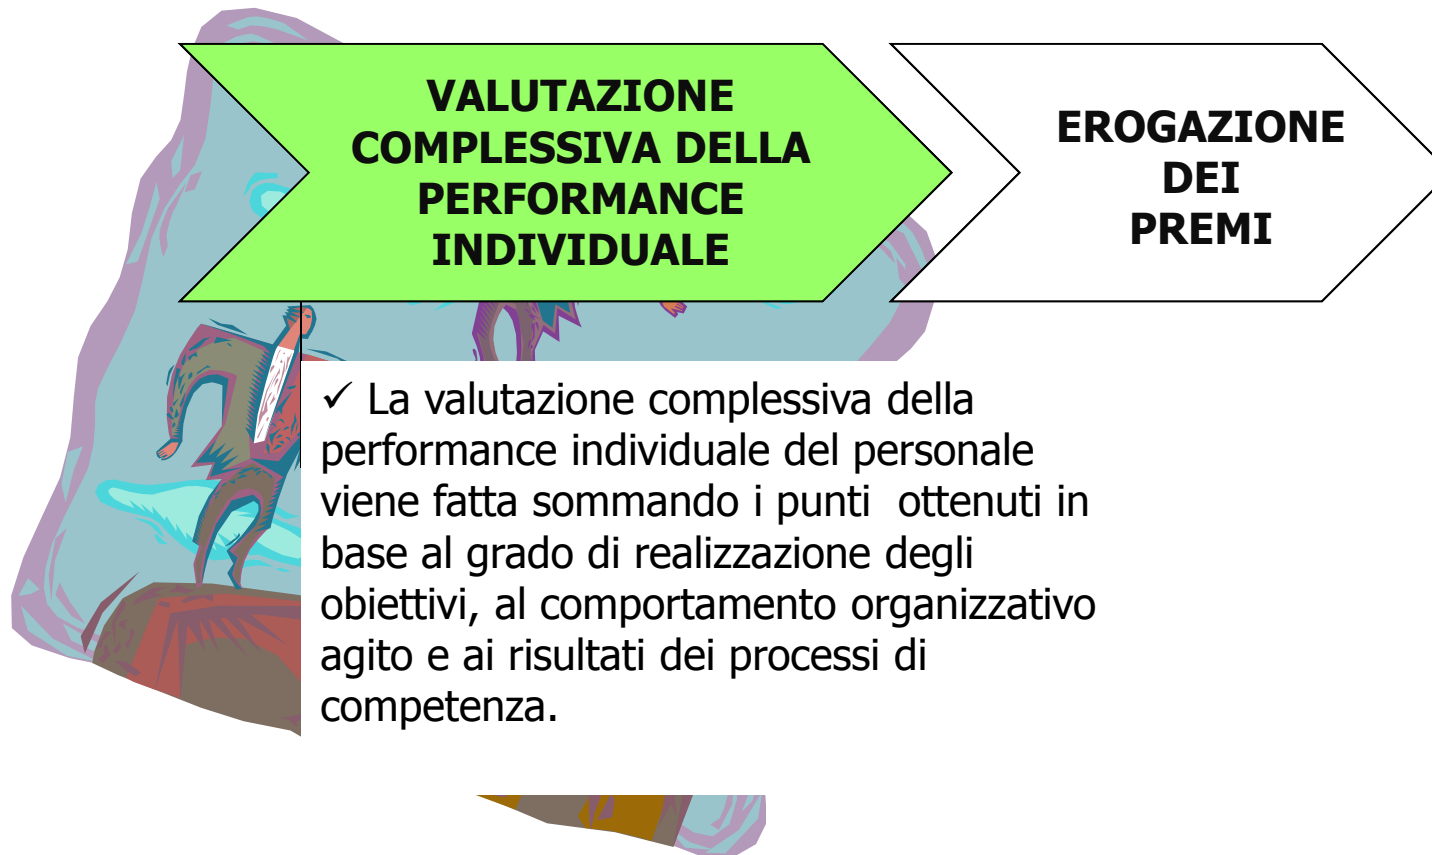 VALUTAZIONE
COMPLESSIVA DELLA
PERFORMANCE
INDIVIDUALE
EROGAZIONE
DEI
PREMI
✓ La valutazione complessiva della
performance individuale del personale
viene fatta sommando i punti  ottenuti in
base al grado di realizzazione degli
obiettivi, al comportamento organizzativo
agito e ai risultati dei processi di
competenza.